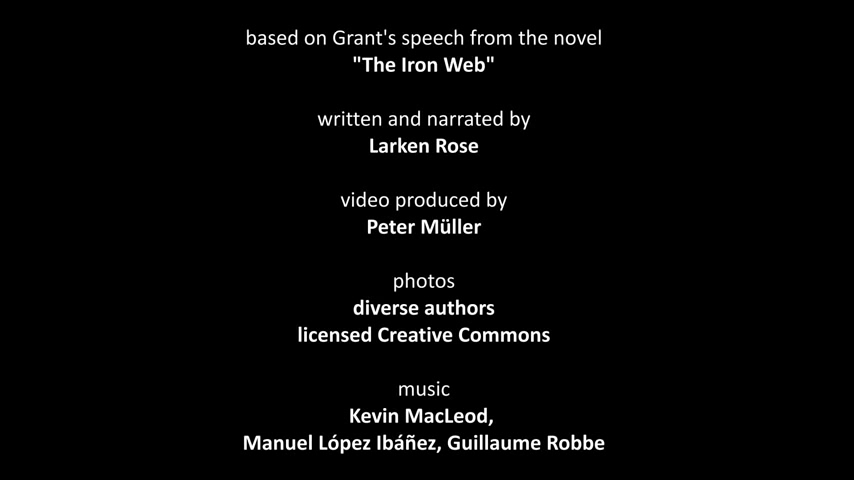 based on Grant's speech from the novel
"The Iron Web"
written and narrated by
Larken Rose
video produced by
Peter Müller
photos
diverse authors
licensed Creative Commons
music
Kevin MacLeod,
Manuel López Ibáñez, Guillaume Robbe